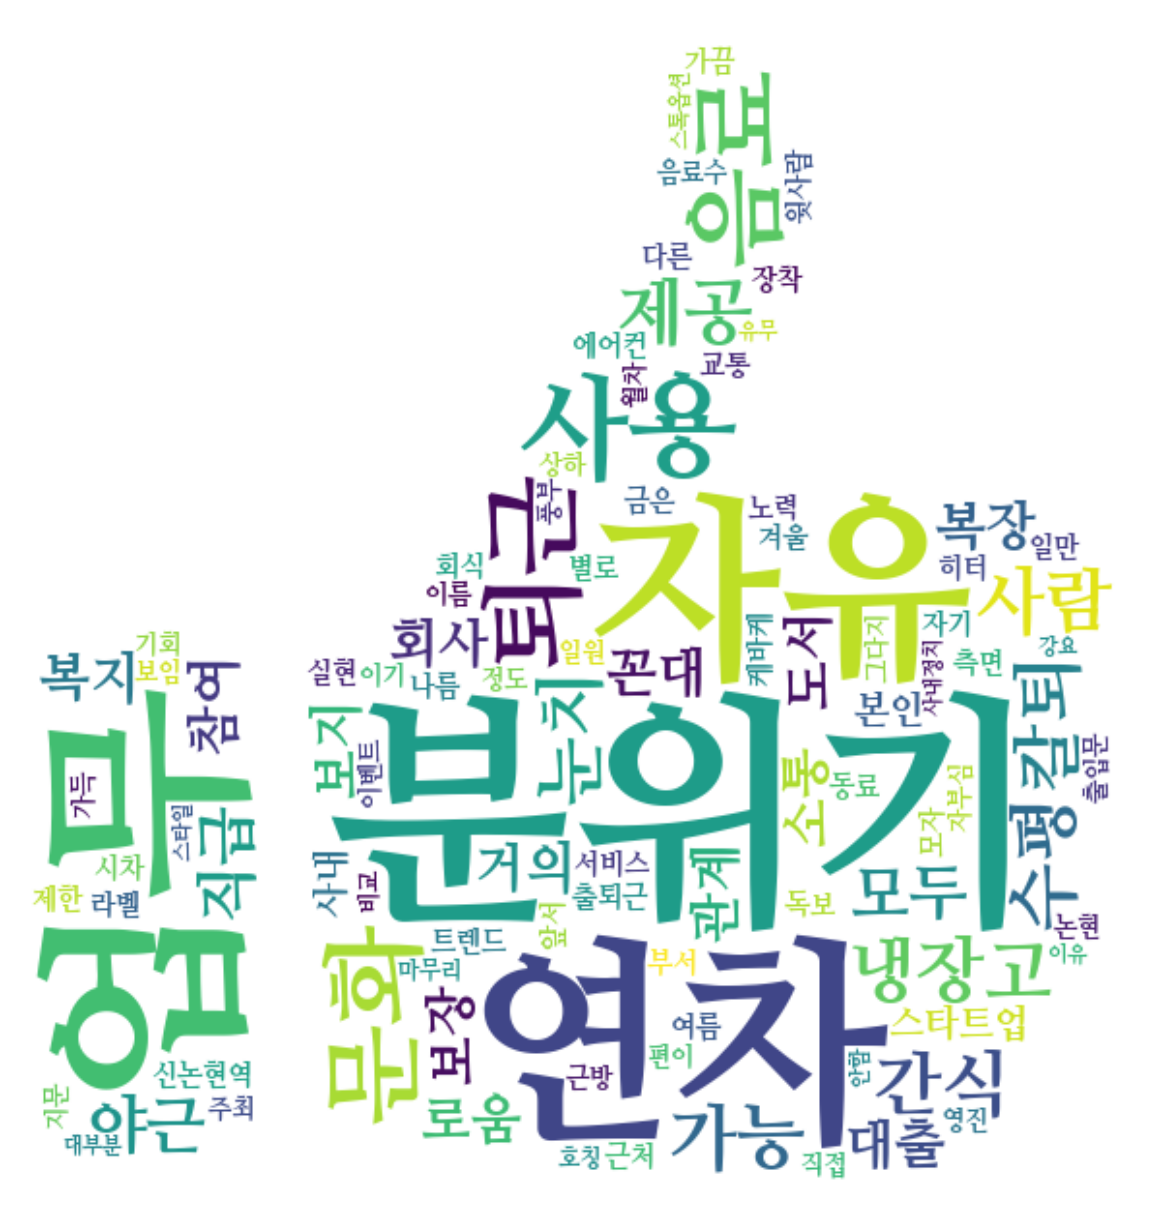 가끔
스톡옵션
음료
음료수
윗사람
다른
장착
제공
유무
에어컨
교통
월차
사용
상하
풍부
퇴근
금은
노력
자유
복장
겨울
일만
회식
별로
히터
이름
사람
회사
일원
꼰대
케바케
도서
그다지
자기
사내정치
측면
강요
기회
보임
복지
참여
실현
이기
나름
정도
눈치
본인
칼퇴
보지
이벤트
분위기
소통
동료
모자
자부심
수평
출입문
업무
가득
스타일
직급
시차
제한
라벨
사내
비교
거의
서비스
출퇴근
관계
독보
모두
논현
문화
트렌드
앞서
마무리
연차
부서
냉장고
이유
보장
여름
스타트업
편이
근방
안함
간식
신논현역
지문
야근
주최
대부분
로움
가능
대출
영진
호칭
근처
직접